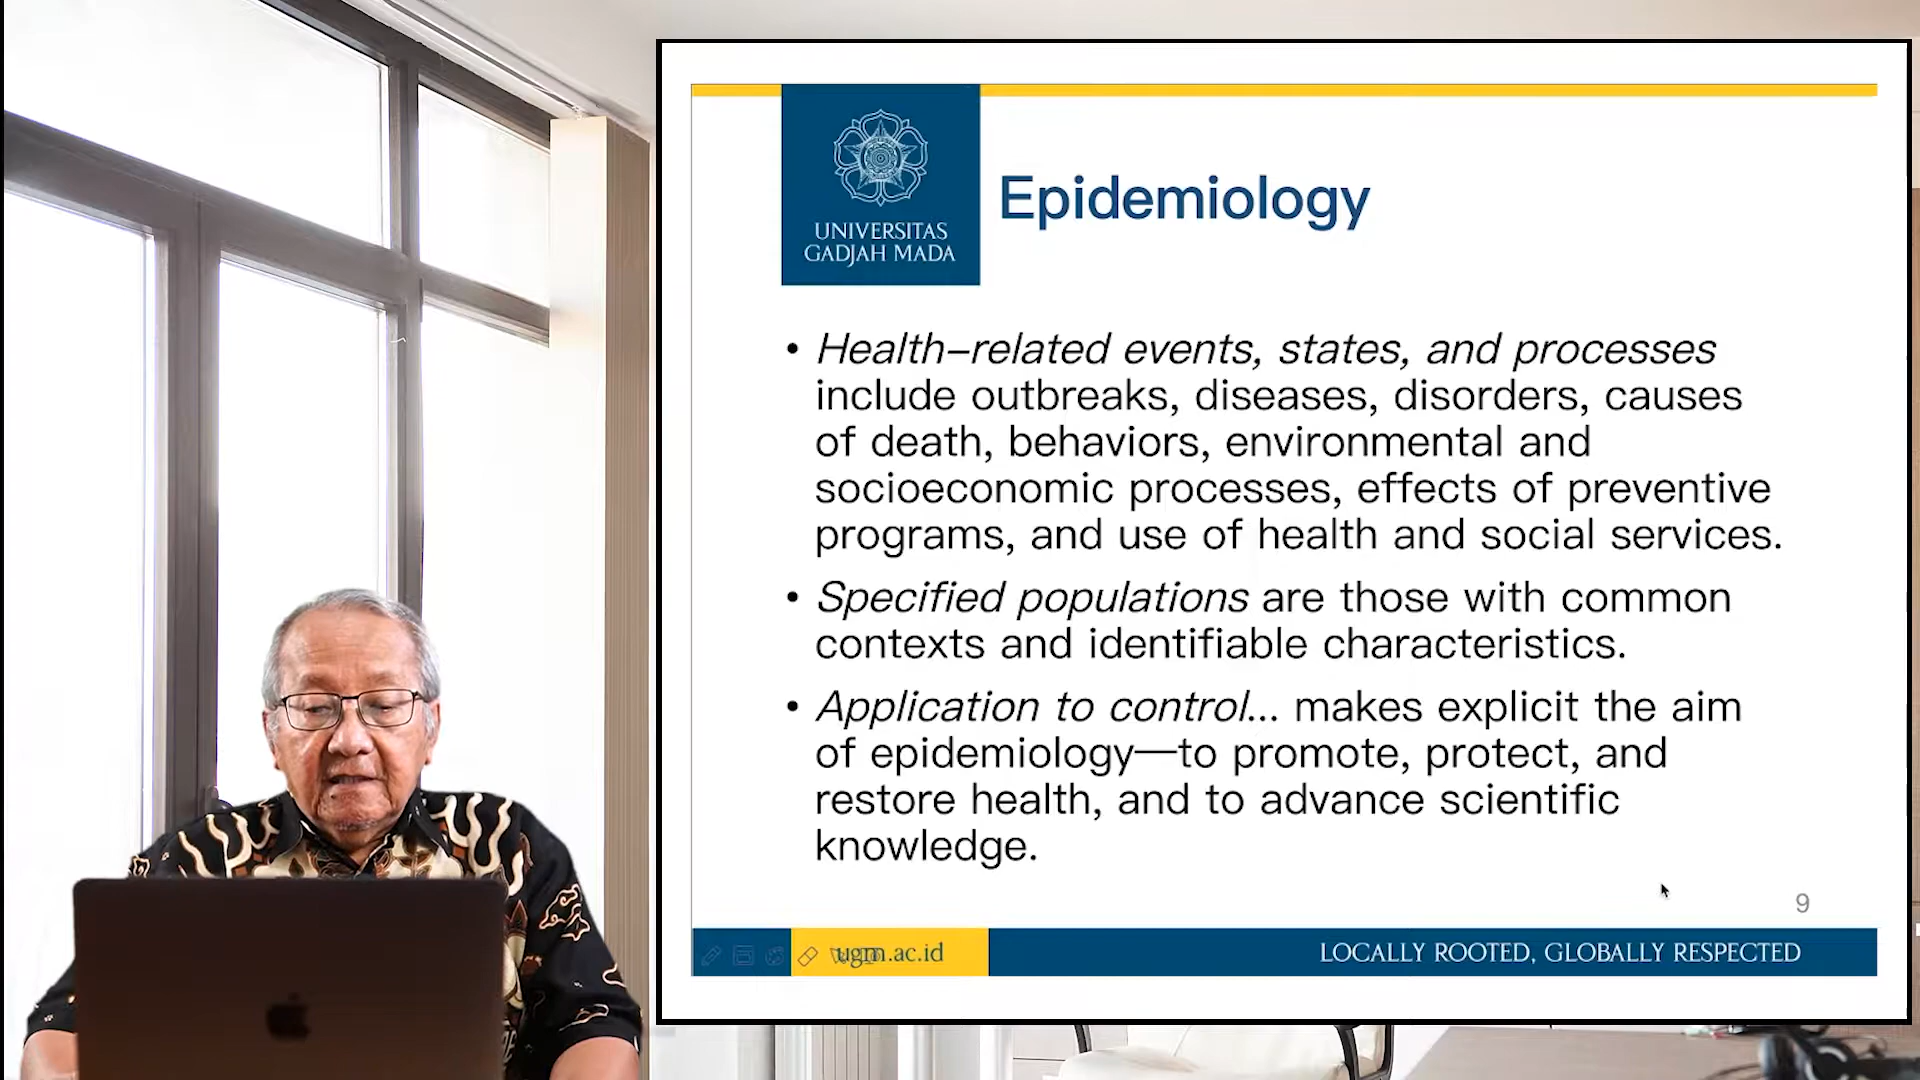 UNIVERSITAS
GADJAH MADA
Epidemiology
• Health-related events, states, and processes
include outbreaks, diseases, disorders, causes
of death, behaviors, environmental and
socioeconomic processes, effects of preventive
programs, and use of health and social services.
• Specified populations are those with common
contexts and identifiable characteristics.
• Application to control... makes explicit the aim
of epidemiology—to promote, protect, and
restore health, and to advance scientific
knowledge.
9
ugm.ac.id
LOCALLY ROOTED, GLOBALLY RESPECTED